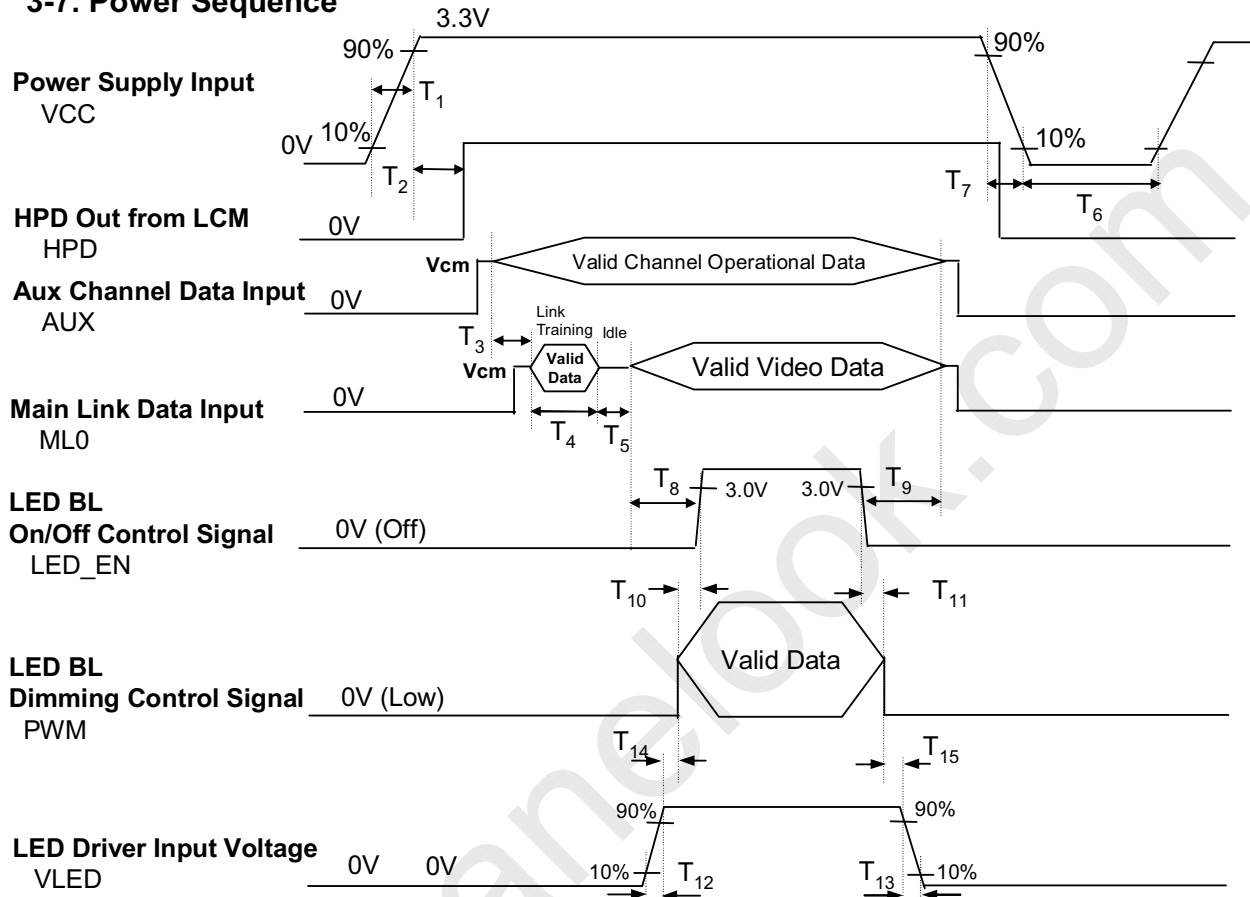 3-7. Power Sequence
3.3V
90%
90%
Power Supply Input
VCC
T1
10%
0V
10%
T2
T7
T6
HPD Out from LCM
HPD
0V
Vcm
Valid Channel Operational Data
Aux Channel Data Input
AUX
0V
Link
Training
Idle
T3
Valid
Data
Vcm
Valid Video Data
Main Link Data Input
ML0
0V
T4
T5
LED BL
On/Off Control Signal
LED_EN
0V (Off)
T8
3.0V
3.0V
T9
T10
T11
LED BL
Dimming Control Signal
PWM
0V (Low)
Valid Data
T14
T15
90%
90%
LED Driver Input Voltage
VLED
0V
0V
10%
T12
T13
10%
anelook.com